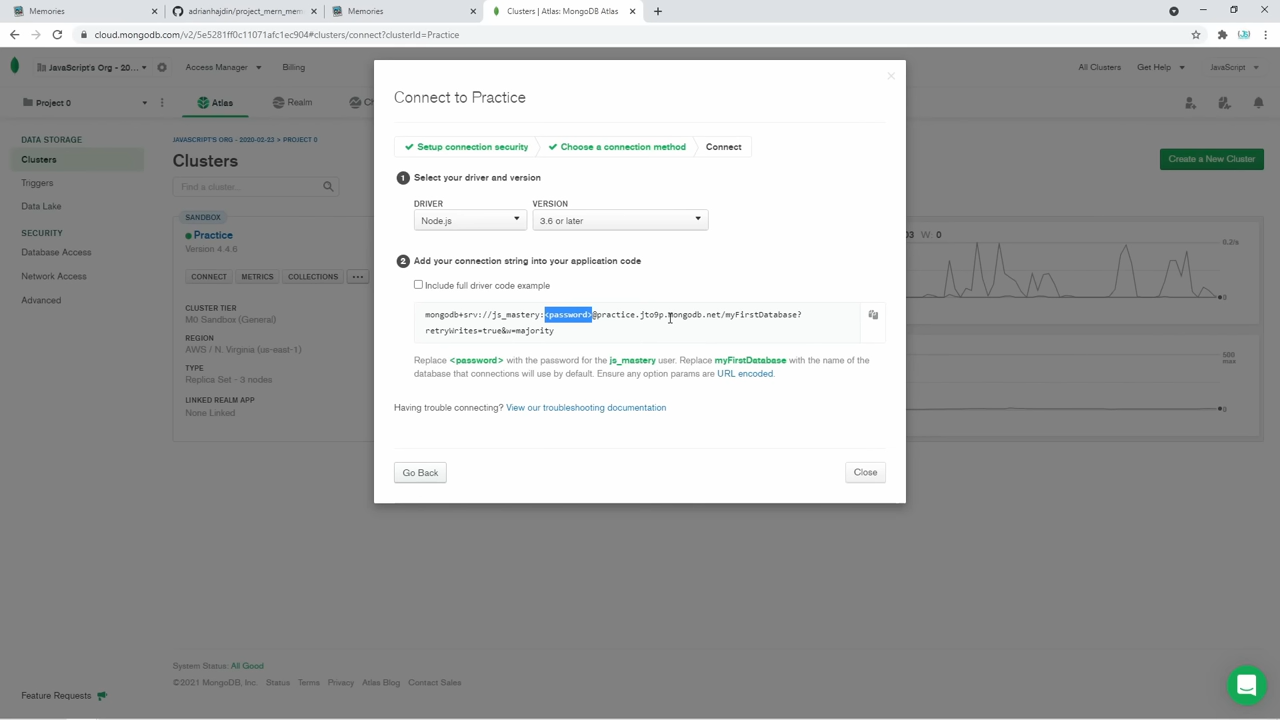 Memories
adrianhajdin/project_mern_mem
Memories
Clusters | Atlas: MongoDB Atlas
cloud.mongodb.com/v2/5e5281ff0c11071afc1ec904#clusters/connect?clusterId=Practice
JavaScript's Org - 20...
Access Manager
Billing
All Clusters
Get Help
JavaScript
Project 0
Atlas
Realm
DATA STORAGE
Clusters
Triggers
Data Lake
SECURITY
Database Access
Network Access
Advanced
JAVASCRIPT'S ORG - 2020-02-23 > PROJECT 0
Clusters
Create a New Cluster
Find a cluster...
SANDBOX
Practice
Version 4.4.6
CONNECT
METRICS
COLLECTIONS
...
CLUSTER TIER
M0 Sandbox (General)
REGION
AWS / N. Virginia (us-east-1)
TYPE
Replica Set - 3 nodes
LINKED REALM APP
None Linked
Connect to Practice
Setup connection security
Choose a connection method
Connect
1 Select your driver and version
DRIVER
VERSION
Node.js
3.6 or later
2 Add your connection string into your application code
Include full driver code example
mongodb+srv://js_mastery:<password>@practice.jto9p.mongodb.net/myFirstDatabase?
retryWrites=true&w=majority
Replace <password> with the password for the js_mastery user. Replace myFirstDatabase with the name of the
database that connections will use by default. Ensure any option params are URL encoded.
Having trouble connecting? View our troubleshooting documentation
Go Back
Close
03 W: 0
0.2/s
0
max
0
System Status: All Good
©2021 MongoDB, Inc. Status Terms Privacy Atlas Blog Contact Sales
Feature Requests